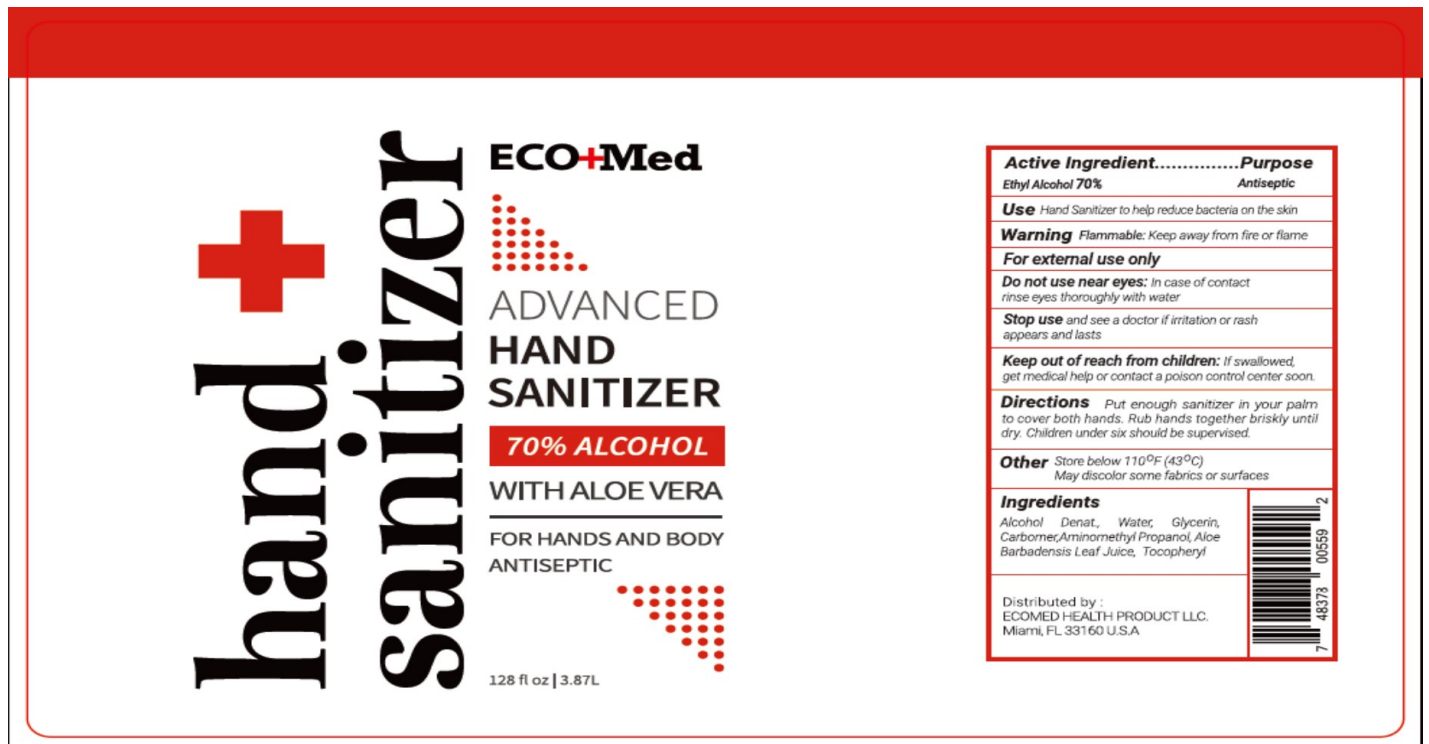 hand
sanitizer
ECO+Med
ADVANCED
HAND
SANITIZER
70% ALCOHOL
WITH ALOE VERA
FOR HANDS AND BODY
ANTISEPTIC
128 fl oz | 3.87L
Active Ingredient...............Purpose
Ethyl Alcohol 70% Antiseptic
Use Hand Sanitizer to help reduce bacteria on the skin
Warning Flammable: Keep away from fire or flame
For external use only
Do not use near eyes: In case of contact
rinse eyes thoroughly with water
Stop use and see a doctor if irritation or rash
appears and lasts
Keep out of reach from children: If swallowed,
get medical help or contact a poison control center soon.
Directions Put enough sanitizer in your palm
to cover both hands. Rub hands together briskly until
dry. Children under six should be supervised.
Other Store below 110ºF (43ºC)
May discolor some fabrics or surfaces
Ingredients
Alcohol Denat., Water, Glycerin,
Carbomer,Aminomethyl Propanol, Aloe
Barbadensis Leaf Juice, Tocopheryl
Distributed by :
ECOMED HEALTH PRODUCT LLC.
Miami, FL 33160 U.S.A
7 48378 00559 2